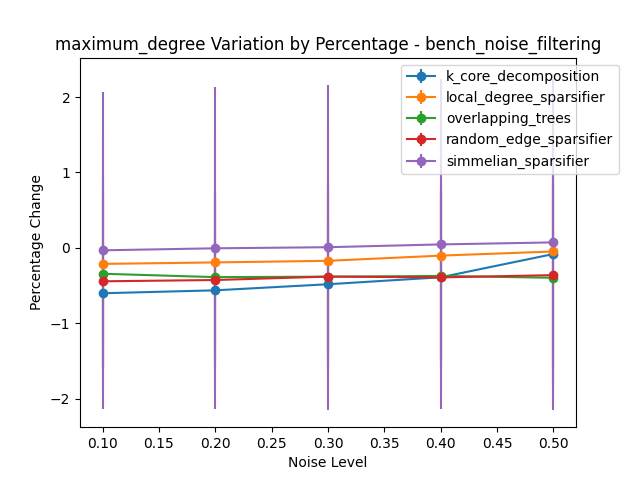 maximum_degree Variation by Percentage - bench_noise_filtering
k_core_decomposition
local_degree_sparsifier
overlapping_trees
random_edge_sparsifier
simmelian_sparsifier
Percentage Change
2
1
0
−1
−2
0.10 0.15 0.20 0.25 0.30 0.35 0.40 0.45 0.50
Noise Level